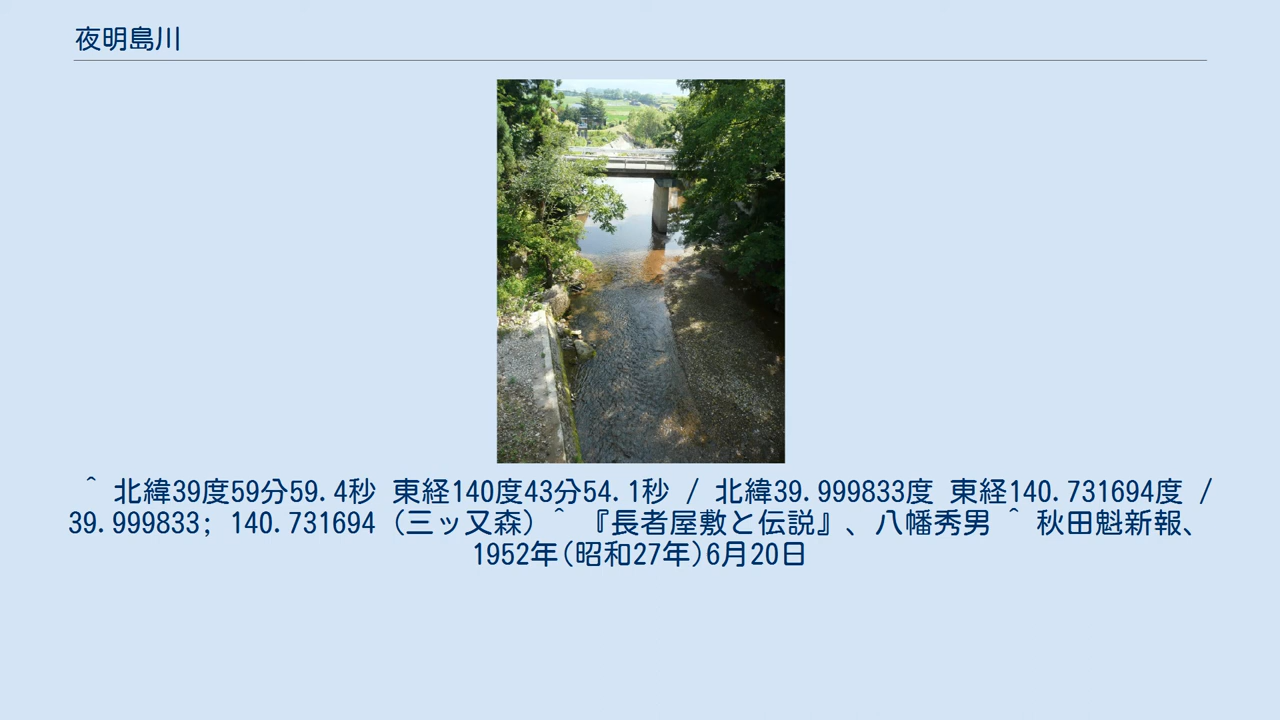 夜明島川
^ 北緯39度59分59.4秒 東経140度43分54.1秒 / 北緯39.999833度 東経140.731694度 /
39.999833; 140.731694 (三ッ又森)^ 『長者屋敷と伝説』、八幡秀男 ^ 秋田魁新報、
1952年(昭和27年)6月20日